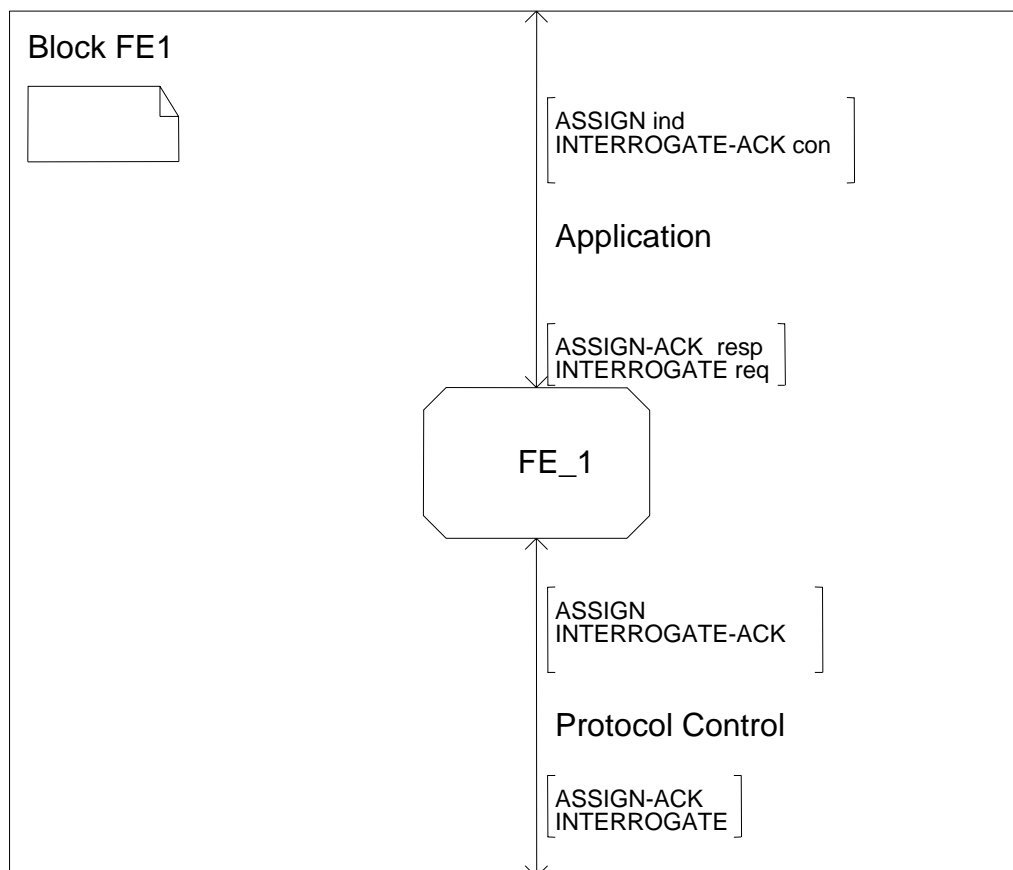 Block FE1
ASSIGN ind
INTERROGATE-ACK con
Application
ASSIGN-ACK resp
INTERROGATE req
FE_1
ASSIGN
INTERROGATE-ACK
Protocol Control
ASSIGN-ACK
INTERROGATE